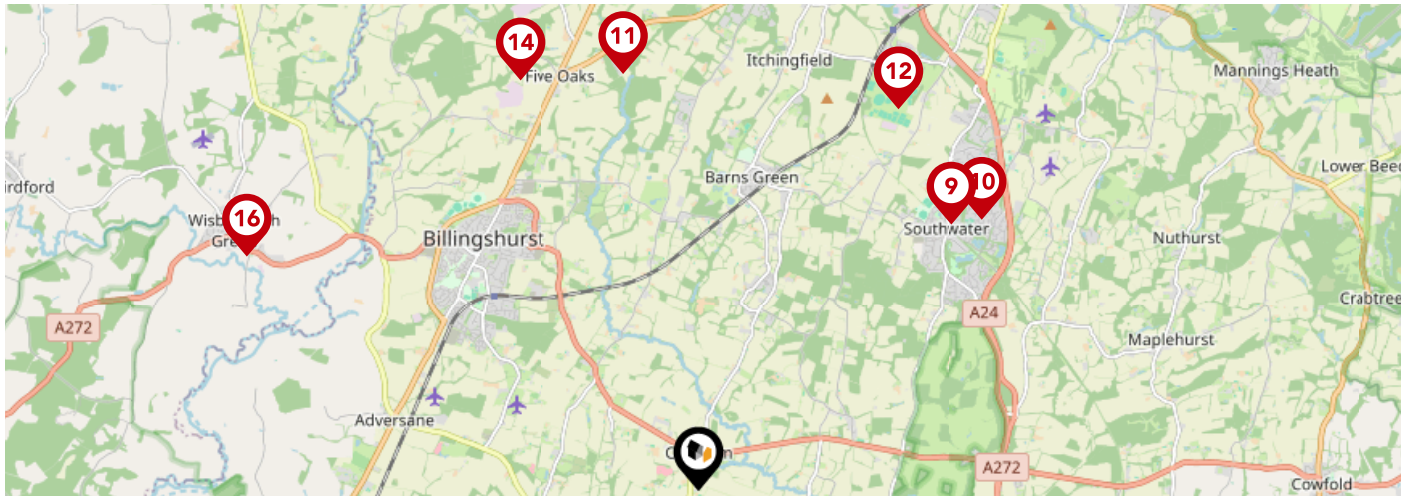 14
11
Five Oaks
Itchingfield
12
Mannings Heath
irdford
Barns Green
9
10
Lower Beed
16
Southwater
Billingshurst
Nuthurst
Crabtree
A272
A24
Maplehurst
Adversane
A272
Cowfold